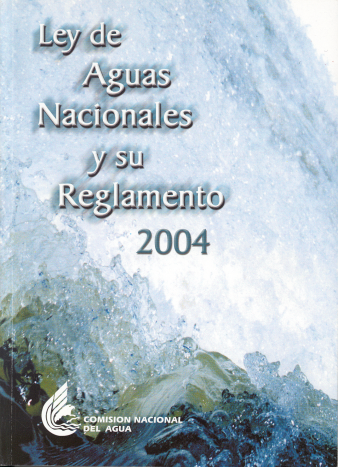 Ley de
Aguas
Nacionales
y su
Reglamento
2004
COMISION NACIONAL
DEL AGUA